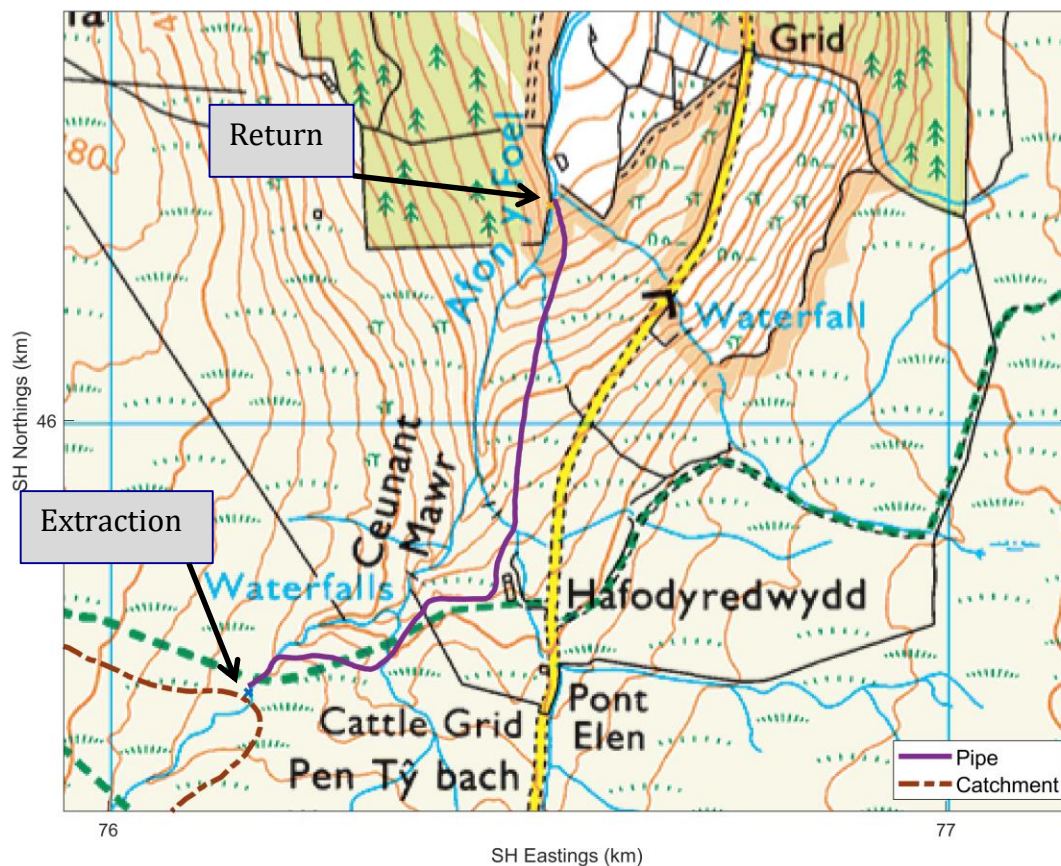 Grid
Return
80
Afon y Foel
Waterfall
46
SH Northings (km)
Ceunant
Mawr
Extraction
Waterfalls
Hafodyredwydd
Cattle Grid
Pont
Elen
Pen Tŷ bach
Pipe
Catchment
76
77
SH Eastings (km)